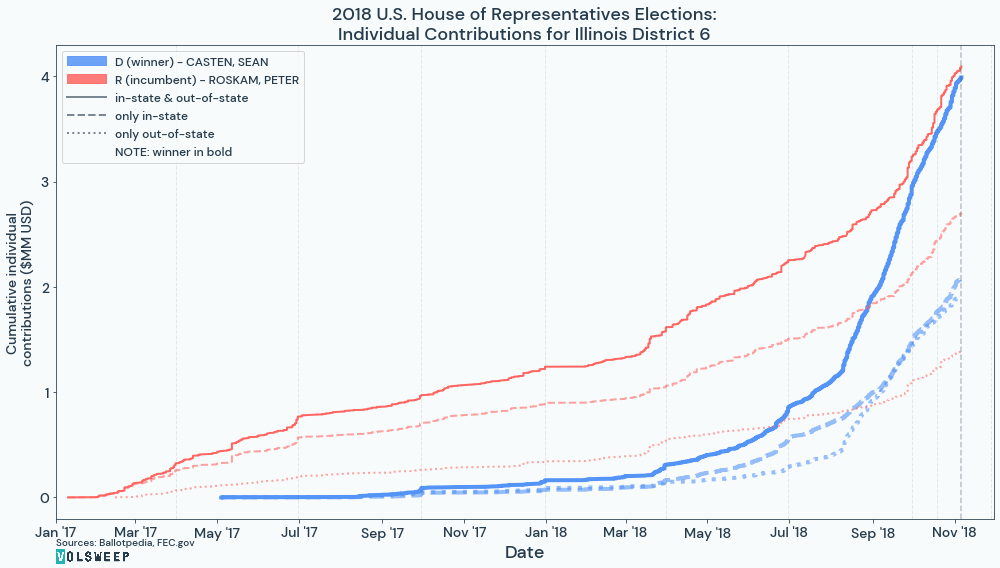 2018 U.S. House of Representatives Elections:
Individual Contributions for Illinois District 6
D (winner) – CASTEN, SEAN
R (incumbent) – ROSKAM, PETER
in-state & out-of-state
only in-state
only out-of-state
NOTE: winner in bold
Cumulative individual
contributions ($MM USD)
4
3
2
1
0
Jan '17
Mar '17
May '17
Jul '17
Sep '17
Nov '17
Jan '18
Mar '18
May '18
Jul '18
Sep '18
Nov '18
Date
Sources: Ballotpedia, FEC.gov
VOLSWEEP